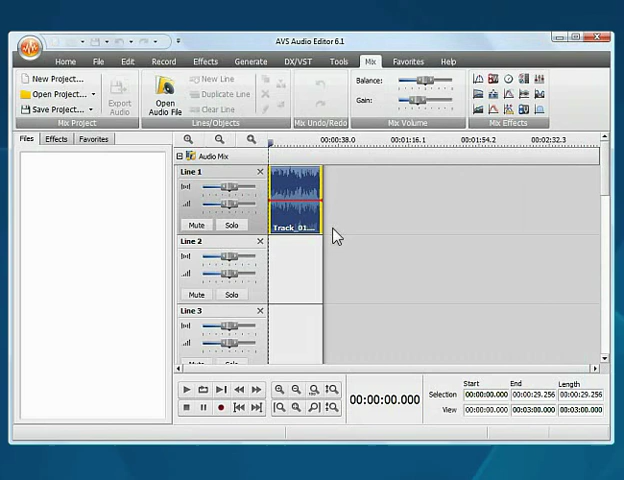 AVS Audio Editor 6.1
Home File Edit Record Effects Generate DX/VST Tools Mix Favorites Help
New Project...
Open Project...
Save Project...
Export Audio
Mix Project
Open Audio File
New Line
Duplicate Line
Clear Line
Lines/Objects
Mix Undo/Redo
Balance:
Gain:
Mix Volume
Mix Effects
Files Effects Favorites
00:00:38.0 00:01:16.1 00:01:54.2 00:02:32.3
Audio Mix
Line 1
Mute Solo
Track_01...
Line 2
Mute Solo
Line 3
Mute Solo
00:00:00.000
Start End Length
Selection 00:00:00.000 00:00:29.256 00:00:29.256
View 00:00:00.000 00:03:00.000 00:03:00.000